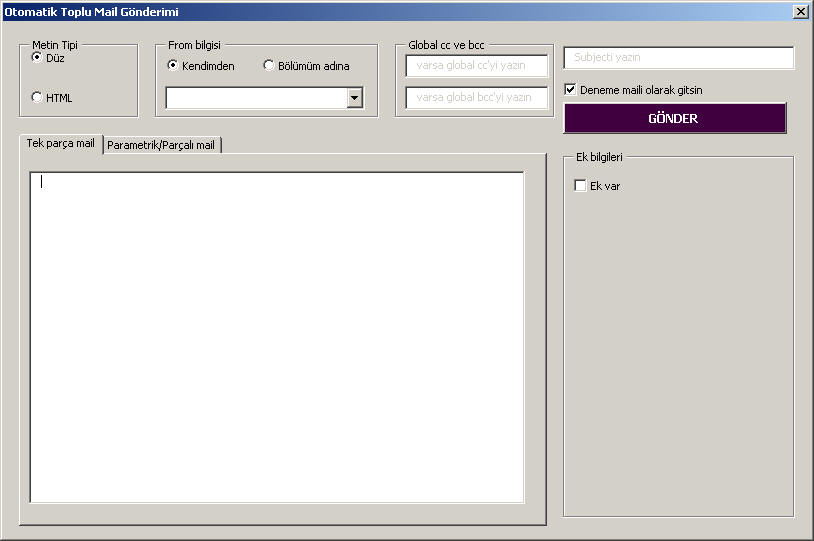 Otomatik Toplu Mail Gönderimi
Metin Tipi
Düz
HTML
From bilgisi
Kendimden
Bölümüm adına
Global cc ve bcc
varsa global cc'yi yazın
varsa global bcc'yi yazın
Subjecti yazın
Deneme maili olarak gitsin
GÖNDER
Tek parça mail
Parametrik/Parçalı mail
Ek bilgileri
Ek var